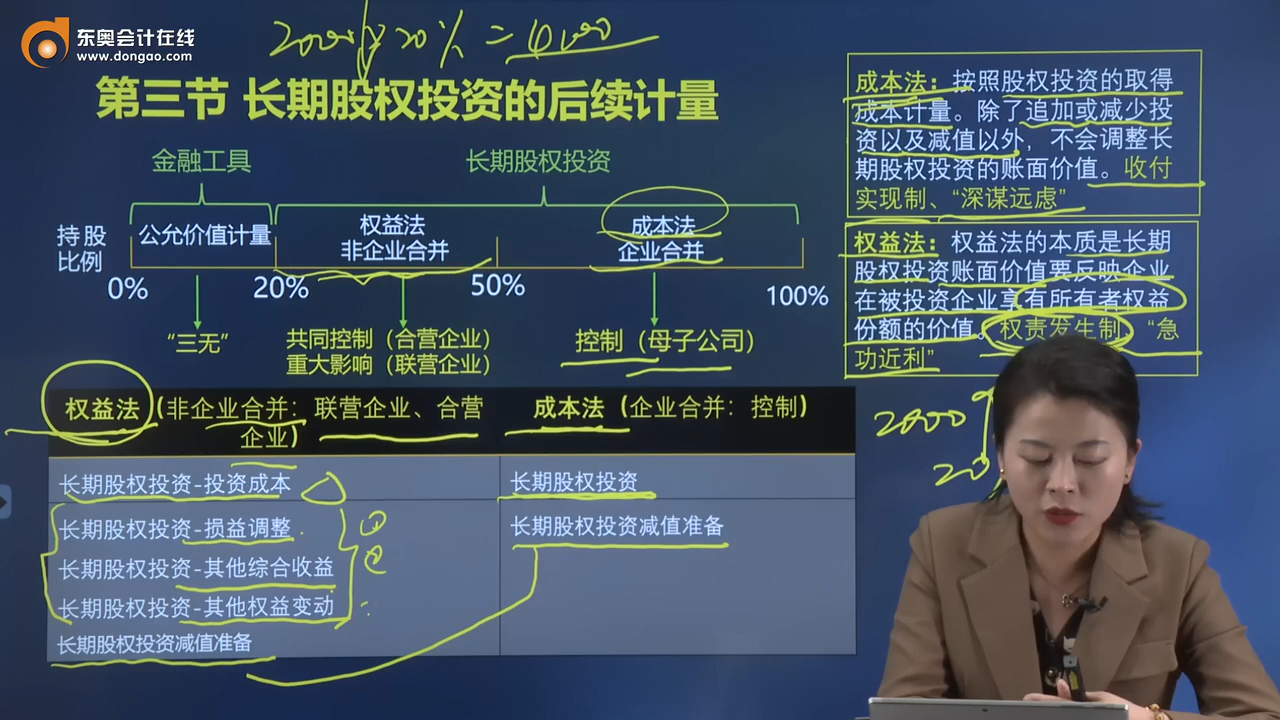 东奥会计在线
www.dongao.com
第三节 长期股权投资的后续计量
金融工具
长期股权投资
持股
比例
公允价值计量
权益法
非企业合并
成本法
企业合并
0%
20%
50%
100%
“三无”
共同控制（合营企业）
重大影响（联营企业）
控制（母子公司）
成本法：按照股权投资的取得
成本计量。除了追加或减少投
资以及减值以外，不会调整长
期股权投资的账面价值。收付
实现制、“深谋远虑”
权益法：权益法的本质是长期
股权投资账面价值要反映企业
在被投资企业享有所有者权益
份额的价值。权责发生制、“急
功近利”
权益法（非企业合并：联营企业、合营
企业）
成本法（企业合并：控制）
长期股权投资-投资成本
长期股权投资
长期股权投资-损益调整
①
长期股权投资减值准备
长期股权投资-其他综合收益
②
长期股权投资-其他权益变动
长期股权投资减值准备